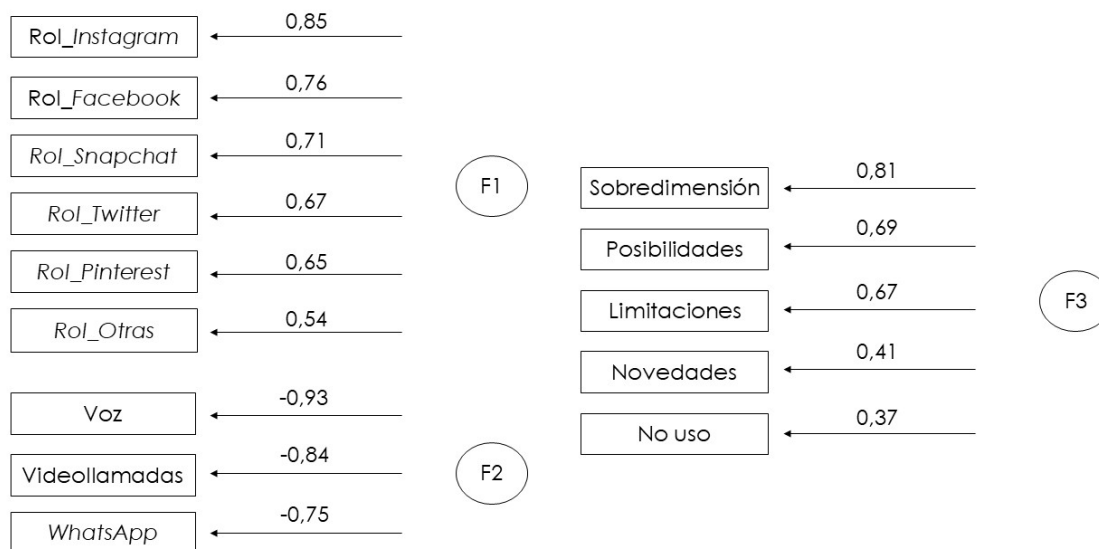 Rol_Instagram
0,85
Rol_Facebook
0,76
Rol_Snapchat
0,71
Rol_Twitter
0,67
Rol_Pinterest
0,65
Rol_Otras
0,54
F1
Voz
-0,93
Videollamadas
-0,84
WhatsApp
-0,75
F2
Sobredimensión
0,81
Posibilidades
0,69
Limitaciones
0,67
Novedades
0,41
No uso
0,37
F3